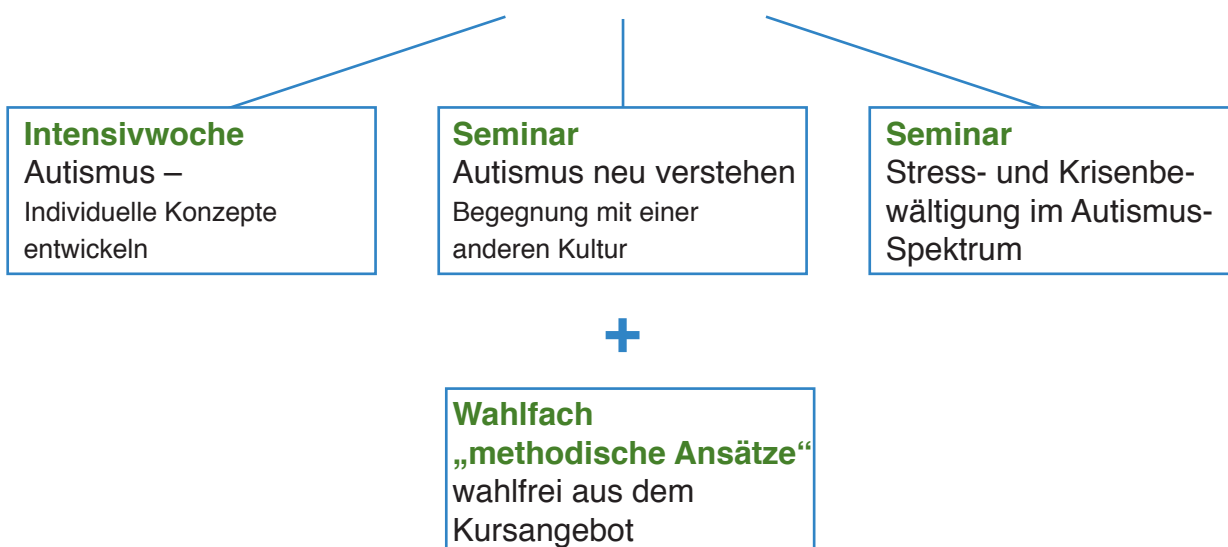 Intensivwoche
Autismus –
Individuelle Konzepte
entwickeln
Seminar
Autismus neu verstehen
Begegnung mit einer
anderen Kultur
Seminar
Stress- und Krisenbe-
wältigung im Autismus-
Spektrum
+
Wahlfach
„methodische Ansätze“
wahlfrei aus dem
Kursangebot